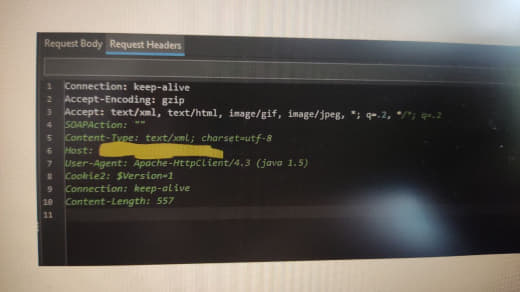 Request Body Request Headers
1 Connection: keep-alive
2 Accept-Encoding: gzip
3 Accept: text/xml, text/html, image/gif, image/jpeg, *; q=.2, */*; q=.2
4 SOAPAction: ""
5 Content-Type: text/xml; charset=utf-8
6 Host:
7 User-Agent: Apache-HttpClient/4.3 (java 1.5)
8 Cookie2: $Version=1
9 Connection: keep-alive
10 Content-Length: 557
11